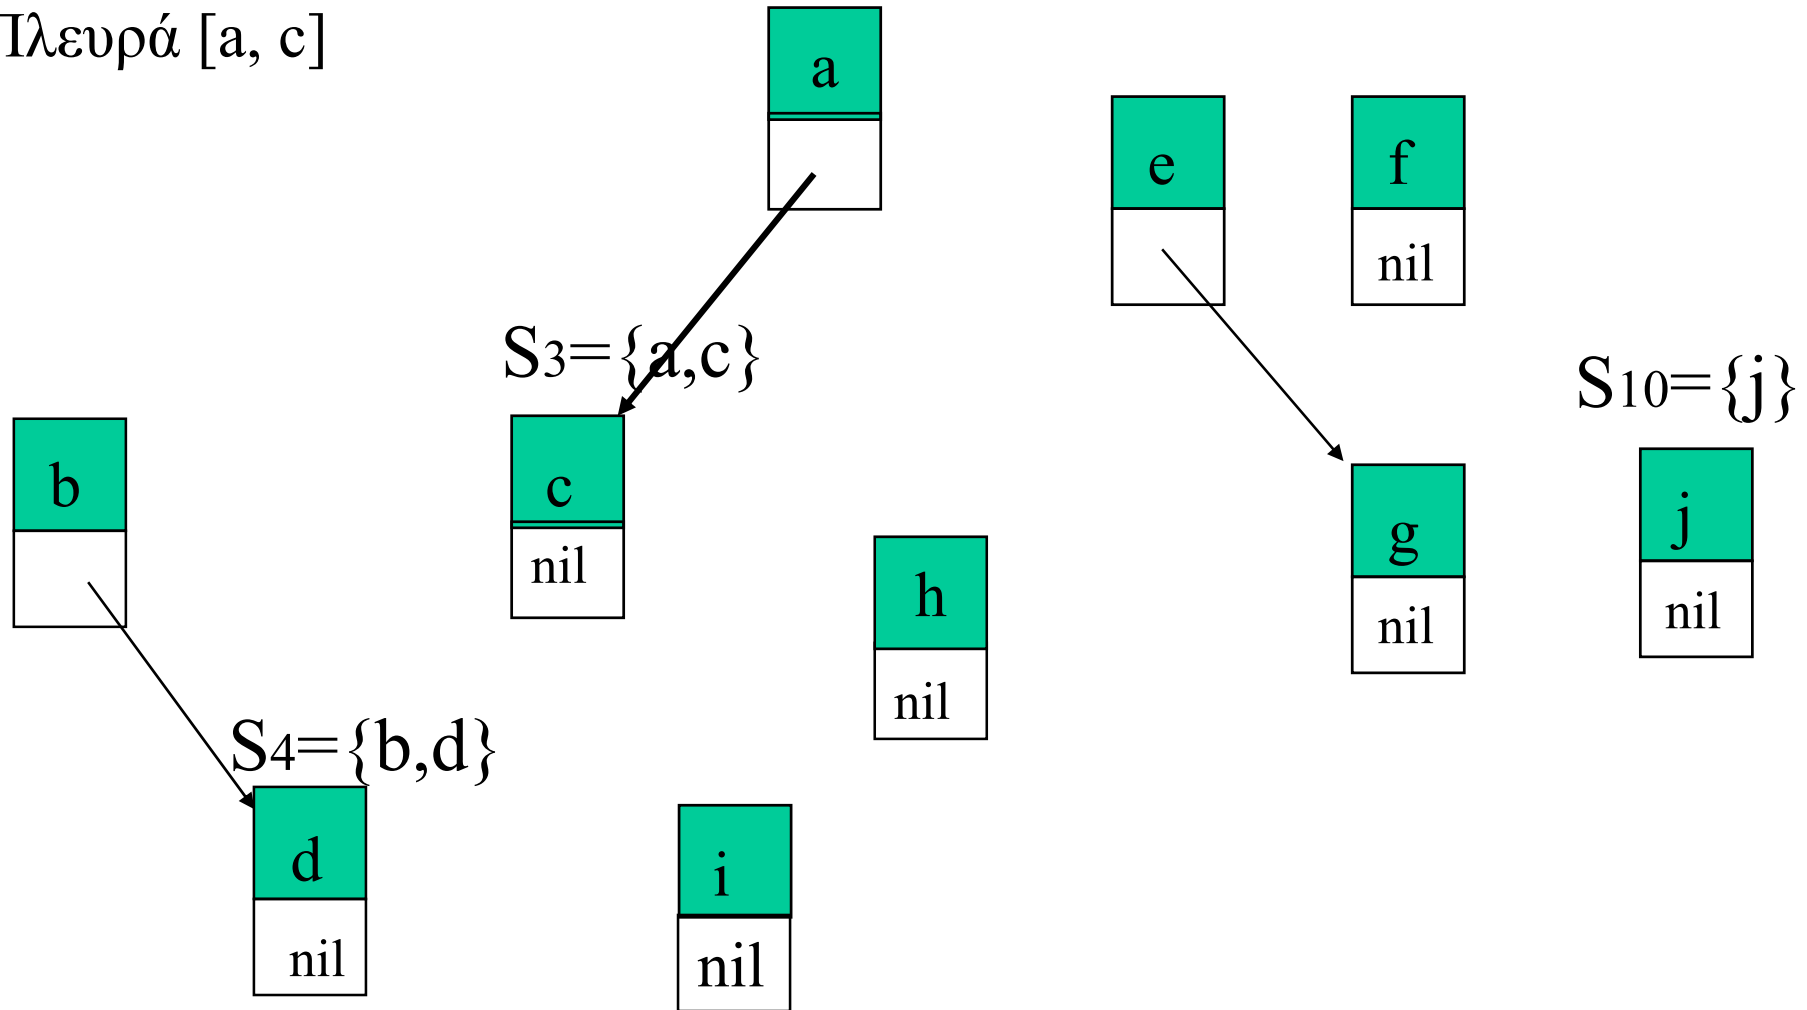 Πλευρά [a, c]
a
e
f
nil
S3={a,c}
S10={j}
b
c
nil
g
nil
j
nil
h
nil
S4={b,d}
d
nil
i
nil